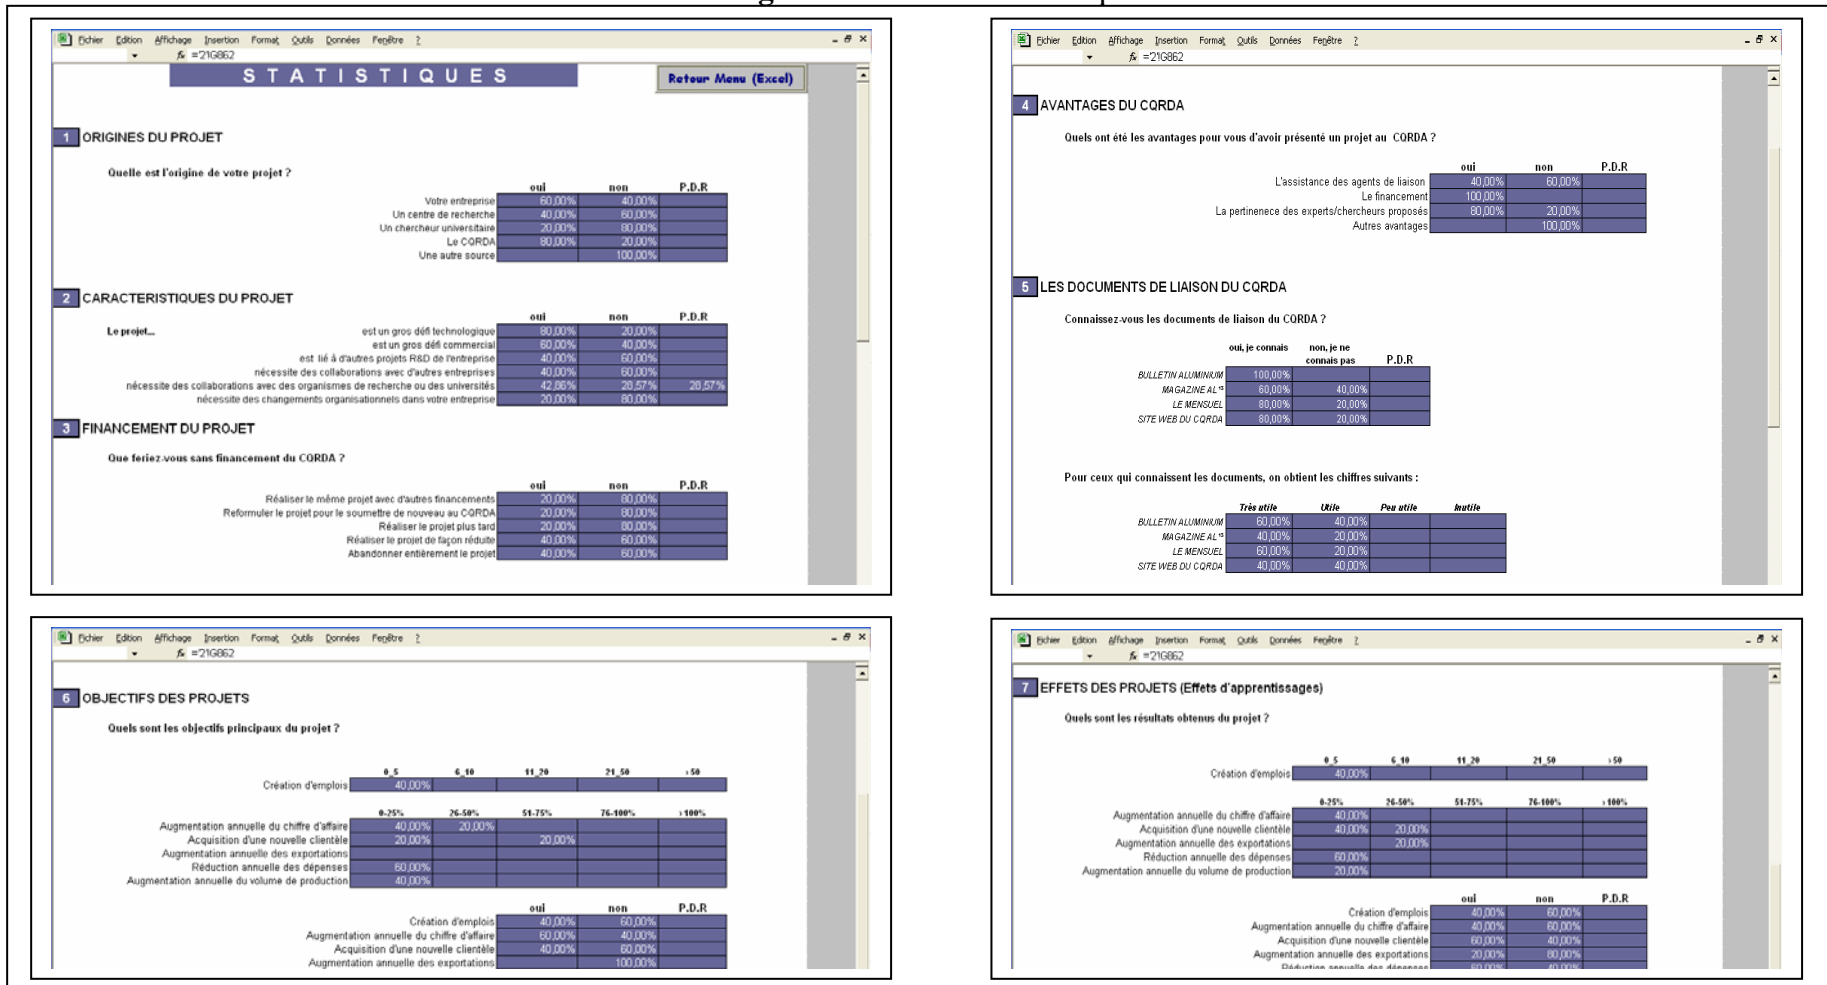 Fichier Edition Affichage Insertion Format Outils Données Fenêtre ?
fx ='2'!G862
STATISTIQUES
Retour Menu (Excel)
1 ORIGINES DU PROJET
Quelle est l'origine de votre projet ?
oui non P.D.R
Votre entreprise 60,00% 40,00%
Un centre de recherche 40,00% 60,00%
Un chercheur universitaire 20,00% 80,00%
Le CQRDA 80,00% 20,00%
Une autre source 100,00%
2 CARACTERISTIQUES DU PROJET
oui non P.D.R
Le projet... est un gros défi technologique 80,00% 20,00%
est un gros défi commercial 60,00% 40,00%
est lié à d'autres projets R&D de l'entreprise 40,00% 60,00%
nécessite des collaborations avec d'autres entreprises 40,00% 60,00%
nécessite des collaborations avec des organismes de recherche ou des universités 42,86% 28,57% 28,57%
nécessite des changements organisationnels dans votre entreprise 20,00% 80,00%
3 FINANCEMENT DU PROJET
Que feriez-vous sans financement du CQRDA ?
oui non P.D.R
Réaliser le même projet avec d'autres financements 20,00% 80,00%
Reformuler le projet pour le soumettre de nouveau au CQRDA 20,00% 80,00%
Réaliser le projet plus tard 20,00% 80,00%
Réaliser le projet de façon réduite 40,00% 60,00%
Abandonner entièrement le projet 40,00% 60,00%
Fichier Edition Affichage Insertion Format Outils Données Fenêtre ?
fx ='2'!G862
4 AVANTAGES DU CQRDA
Quels ont été les avantages pour vous d'avoir présenté un projet au CQRDA ?
oui non P.D.R
L'assistance des agents de liaison 40,00% 60,00%
Le financement 100,00%
La pertinenece des experts/chercheurs proposés 80,00% 20,00%
Autres avantages 100,00%
5 LES DOCUMENTS DE LIAISON DU CQRDA
Connaissez-vous les documents de liaison du CQRDA ?
oui, je connais non, je ne connais pas P.D.R
BULLETIN ALUMINIUM 100,00%
MAGAZINE AL¹³ 60,00% 40,00%
LE MENSUEL 80,00% 20,00%
SITE WEB DU CQRDA 80,00% 20,00%
Pour ceux qui connaissent les documents, on obtient les chiffres suivants :
Très utile Utile Peu utile Inutile
BULLETIN ALUMINIUM 60,00% 40,00%
MAGAZINE AL¹³ 40,00% 20,00%
LE MENSUEL 60,00% 20,00%
SITE WEB DU CQRDA 40,00% 40,00%
Fichier Edition Affichage Insertion Format Outils Données Fenêtre ?
fx ='2'!G862
6 OBJECTIFS DES PROJETS
Quels sont les objectifs principaux du projet ?
0_5 6_10 11_20 21_50 >50
Création d'emplois 40,00%
0-25% 26-50% 51-75% 76-100% >100%
Augmentation annuelle du chiffre d'affaire 40,00% 20,00%
Acquisition d'une nouvelle clientèle 20,00% 20,00%
Augmentation annuelle des exportations
Réduction annuelle des dépenses 60,00%
Augmentation annuelle du volume de production 40,00%
oui non P.D.R
Création d'emplois 40,00% 60,00%
Augmentation annuelle du chiffre d'affaire 60,00% 40,00%
Acquisition d'une nouvelle clientèle 40,00% 60,00%
Augmentation annuelle des exportations 100,00%
Fichier Edition Affichage Insertion Format Outils Données Fenêtre ?
fx ='2'!G862
7 EFFETS DES PROJETS (Effets d'apprentissages)
Quels sont les résultats obtenus du projet ?
0_5 6_10 11_20 21_50 >50
Création d'emplois 40,00%
0-25% 26-50% 51-75% 76-100% >100%
Augmentation annuelle du chiffre d'affaire 40,00%
Acquisition d'une nouvelle clientèle 40,00% 20,00%
Augmentation annuelle des exportations 20,00%
Réduction annuelle des dépenses 60,00%
Augmentation annuelle du volume de production 20,00%
oui non P.D.R
Création d'emplois 40,00% 60,00%
Augmentation annuelle du chiffre d'affaire 40,00% 60,00%
Acquisition d'une nouvelle clientèle 60,00% 40,00%
Augmentation annuelle des exportations 20,00% 80,00%
Réduction annuelle des dépenses 60,00% 40,00%